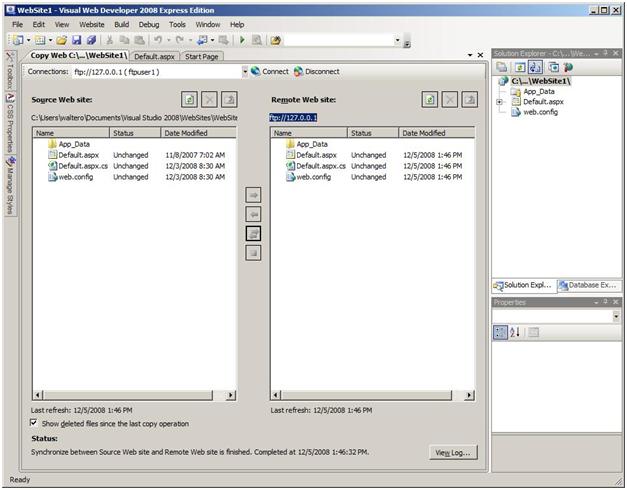 WebSite1 - Visual Web Developer 2008 Express Edition
File Edit View Website Build Debug Tools Window Help
Copy Web C:\...\WebSite1\ Default.aspx Start Page
Connections: ftp://127.0.0.1 ( ftpuser1 ) Connect Disconnect
Toolbox
CSS Properties
Manage Styles
Source Web site:
C:\Users\waltero\Documents\Visual Studio 2008\WebSites\WebSite
Name Status Date Modified
App_Data
Default.aspx Unchanged 11/8/2007 7:02 AM
Default.aspx.cs Unchanged 12/3/2008 8:30 AM
web.config Unchanged 12/3/2008 8:30 AM
Last refresh: 12/5/2008 1:46 PM
Remote Web site:
ftp://127.0.0.1
Name Status Date Modified
App_Data
Default.aspx Unchanged 12/5/2008 1:46 PM
Default.aspx.cs Unchanged 12/5/2008 1:46 PM
web.config Unchanged 12/5/2008 1:46 PM
Last refresh: 12/5/2008 1:46 PM
Show deleted files since the last copy operation
Status:
Synchronize between Source Web site and Remote Web site is finished. Completed at 12/5/2008 1:46:32 PM.
View Log...
Solution Explorer - C:\...\We...
C:\...\WebSite1\
App_Data
Default.aspx
web.config
Solution Expl... Database Ex...
Properties
Ready